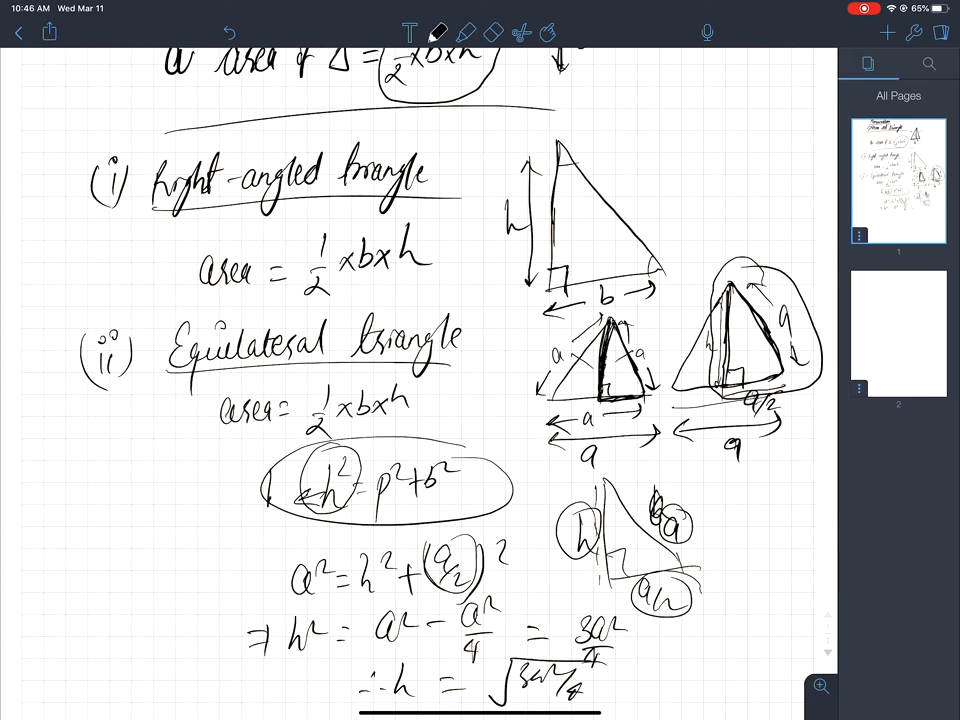 10:46 AM Wed Mar 11
65%
T
All Pages
area of Δ = 1/2 × b × h
(i) Right-angled triangle
h
area = 1/2 × b × h
b
(ii) Equilateral triangle
a a
h a
area = 1/2 × b × h
a a/2
a a
h² = p² + b²
h a
a² = h² + (a/2)²
a/2
⇒ h² = a² - a²/4 = 3a²/4
∴ h = √3a²/4
1
2